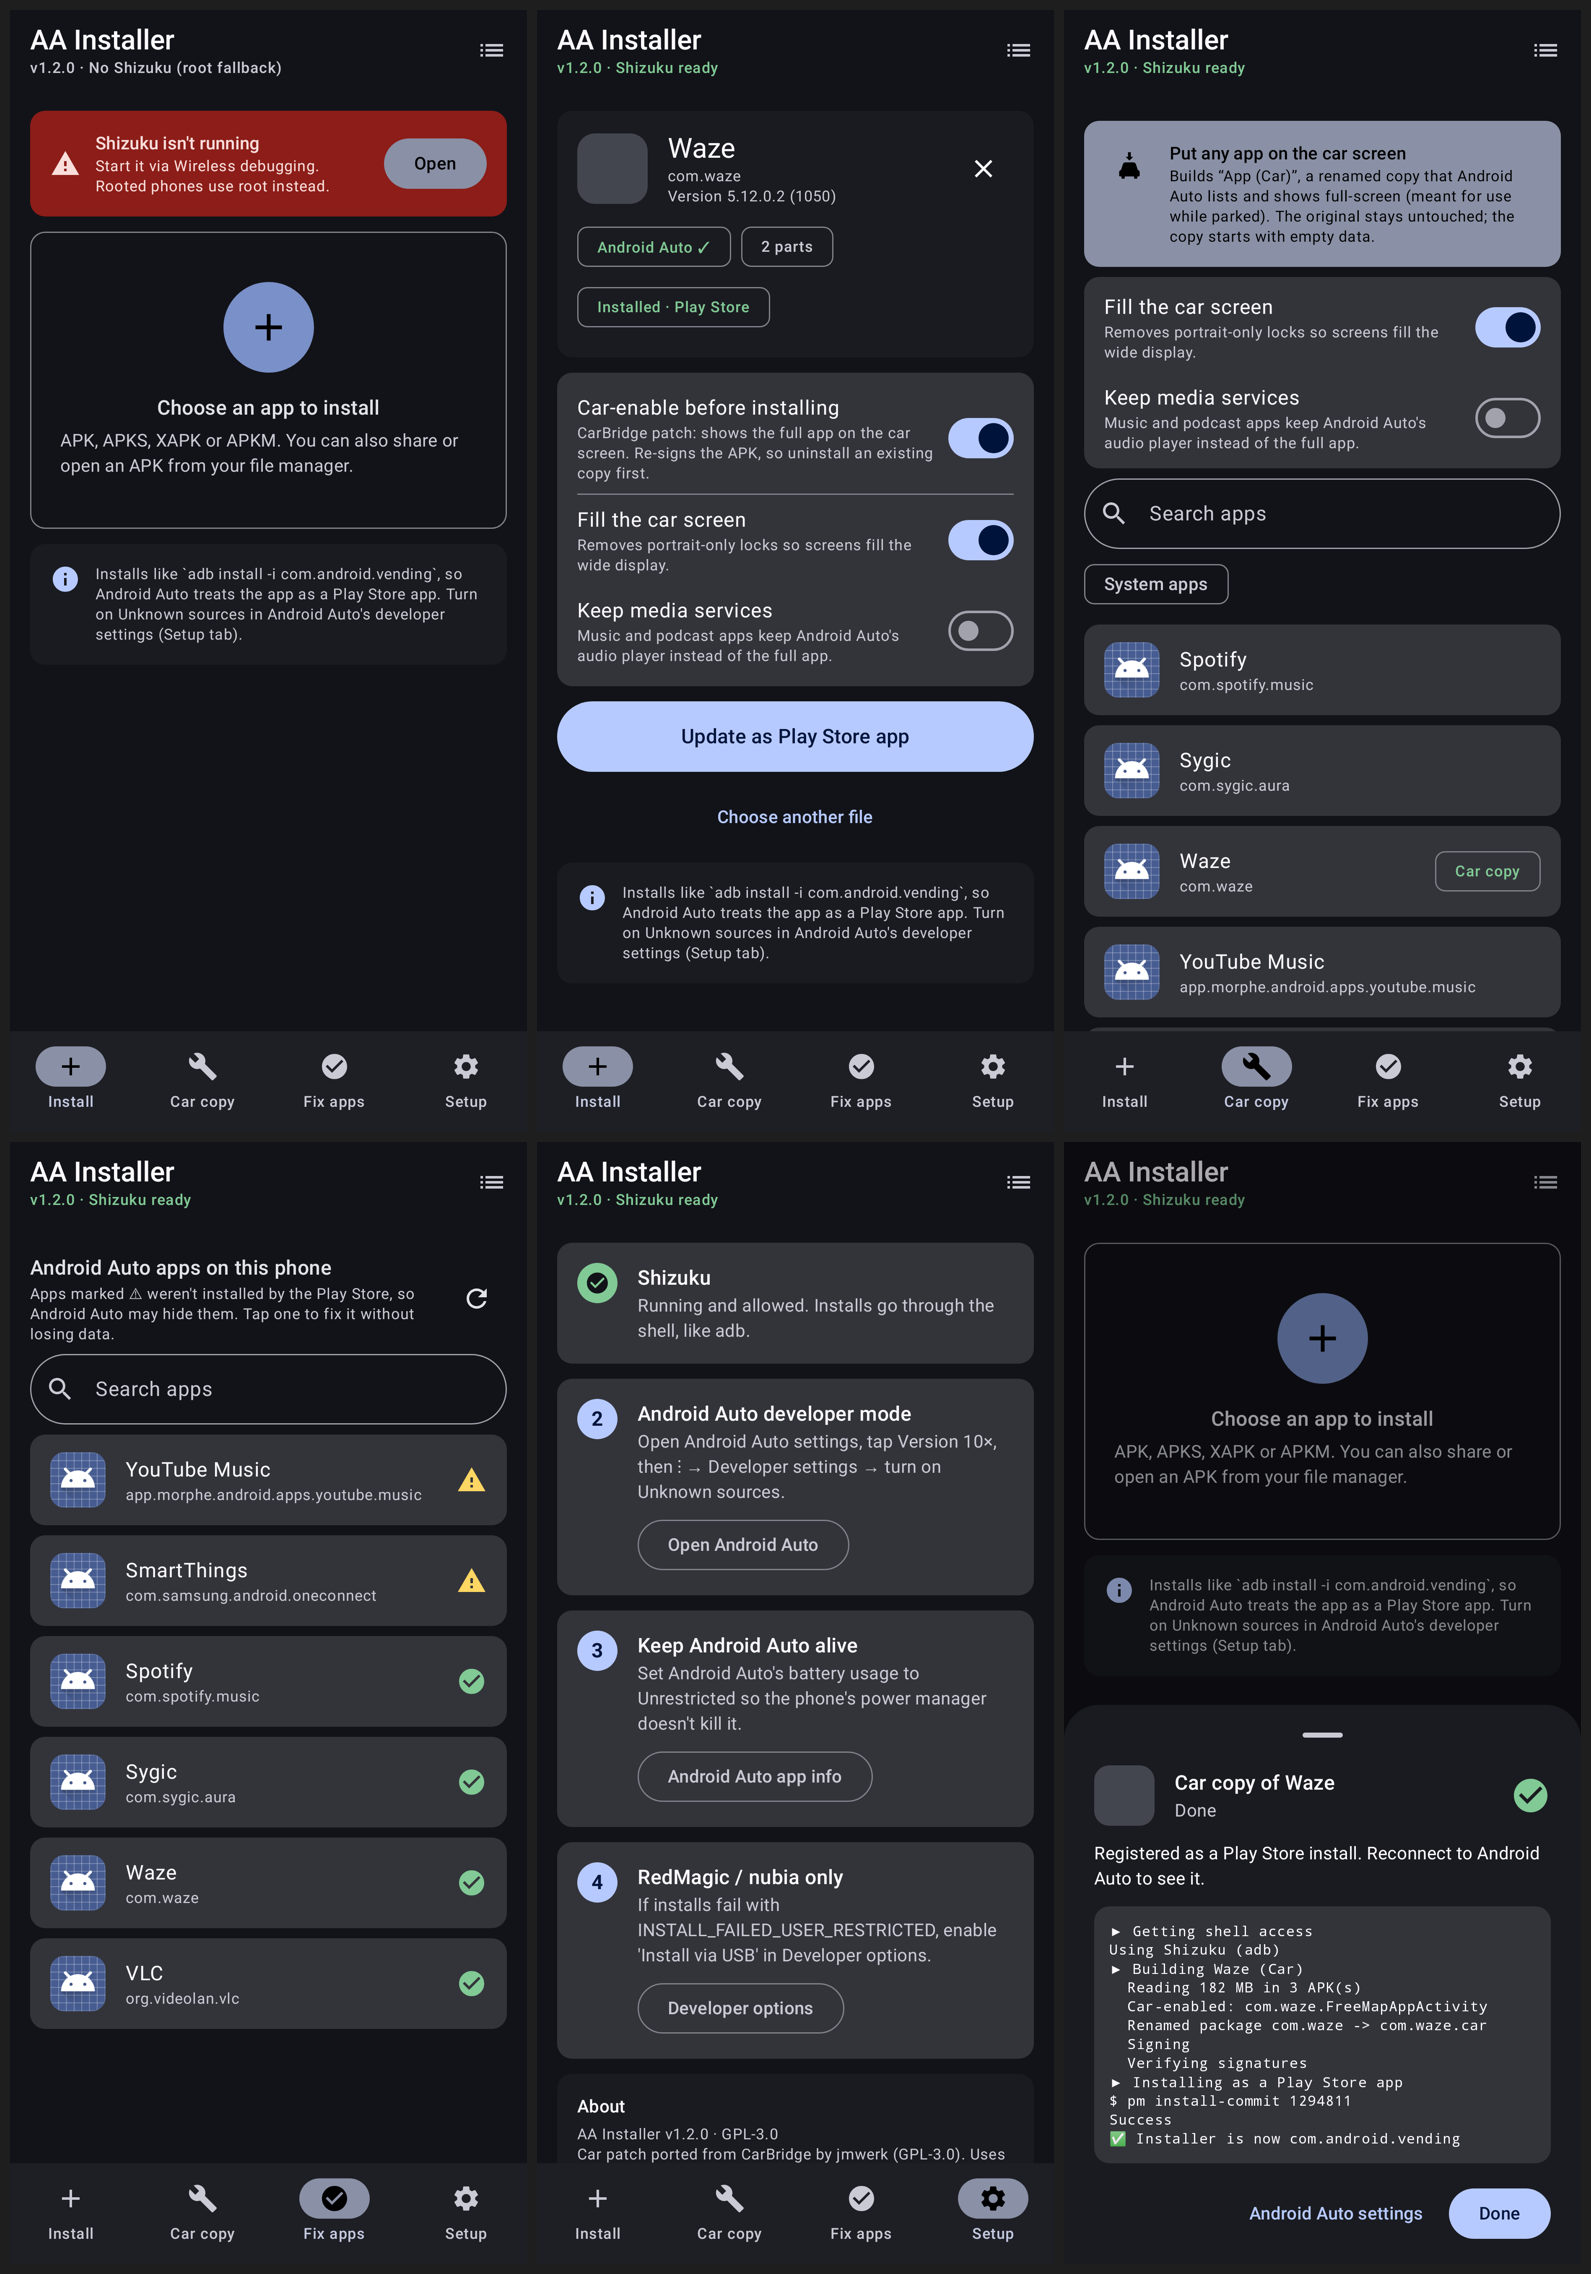 AA Installer
v1.2.0 · No Shizuku (root fallback)
Shizuku isn't running
Start it via Wireless debugging.
Rooted phones use root instead.
Open
Choose an app to install
APK, APKS, XAPK or APKM. You can also share or
open an APK from your file manager.
Installs like `adb install -i com.android.vending`, so
Android Auto treats the app as a Play Store app. Turn
on Unknown sources in Android Auto's developer
settings (Setup tab).
Install
Car copy
Fix apps
Setup
AA Installer
v1.2.0 · Shizuku ready
Waze
com.waze
Version 5.12.0.2 (1050)
Android Auto ✓
2 parts
Installed · Play Store
Car-enable before installing
CarBridge patch: shows the full app on the car
screen. Re-signs the APK, so uninstall an existing
copy first.
Fill the car screen
Removes portrait-only locks so screens fill the
wide display.
Keep media services
Music and podcast apps keep Android Auto's
audio player instead of the full app.
Update as Play Store app
Choose another file
Installs like `adb install -i com.android.vending`, so
Android Auto treats the app as a Play Store app. Turn
on Unknown sources in Android Auto's developer
settings (Setup tab).
Install
Car copy
Fix apps
Setup
AA Installer
v1.2.0 · Shizuku ready
Put any app on the car screen
Builds “App (Car)”, a renamed copy that Android
Auto lists and shows full-screen (meant for use
while parked). The original stays untouched; the
copy starts with empty data.
Fill the car screen
Removes portrait-only locks so screens fill the
wide display.
Keep media services
Music and podcast apps keep Android Auto's
audio player instead of the full app.
Search apps
System apps
Spotify
com.spotify.music
Sygic
com.sygic.aura
Waze
com.waze
Car copy
YouTube Music
app.morphe.android.apps.youtube.music
Install
Car copy
Fix apps
Setup
AA Installer
v1.2.0 · Shizuku ready
Android Auto apps on this phone
Apps marked ⚠ weren't installed by the Play Store, so
Android Auto may hide them. Tap one to fix it without
losing data.
Search apps
YouTube Music
app.morphe.android.apps.youtube.music
SmartThings
com.samsung.android.oneconnect
Spotify
com.spotify.music
Sygic
com.sygic.aura
Waze
com.waze
VLC
org.videolan.vlc
Install
Car copy
Fix apps
Setup
AA Installer
v1.2.0 · Shizuku ready
Shizuku
Running and allowed. Installs go through the
shell, like adb.
2
Android Auto developer mode
Open Android Auto settings, tap Version 10×,
then ⋮ → Developer settings → turn on
Unknown sources.
Open Android Auto
3
Keep Android Auto alive
Set Android Auto's battery usage to
Unrestricted so the phone's power manager
doesn't kill it.
Android Auto app info
4
RedMagic / nubia only
If installs fail with
INSTALL_FAILED_USER_RESTRICTED, enable
'Install via USB' in Developer options.
Developer options
About
AA Installer v1.2.0 · GPL-3.0
Car patch ported from CarBridge by jmwerk (GPL-3.0). Uses
Install
Car copy
Fix apps
Setup
AA Installer
v1.2.0 · Shizuku ready
Choose an app to install
APK, APKS, XAPK or APKM. You can also share or
open an APK from your file manager.
Installs like `adb install -i com.android.vending`, so
Android Auto treats the app as a Play Store app. Turn
on Unknown sources in Android Auto's developer
settings (Setup tab).
Car copy of Waze
Done
Registered as a Play Store install. Reconnect to Android
Auto to see it.
▶ Getting shell access
Using Shizuku (adb)
▶ Building Waze (Car)
Reading 182 MB in 3 APK(s)
Car-enabled: com.waze.FreeMapAppActivity
Renamed package com.waze -> com.waze.car
Signing
Verifying signatures
▶ Installing as a Play Store app
$ pm install-commit 1294811
Success
✅ Installer is now com.android.vending
Android Auto settings
Done